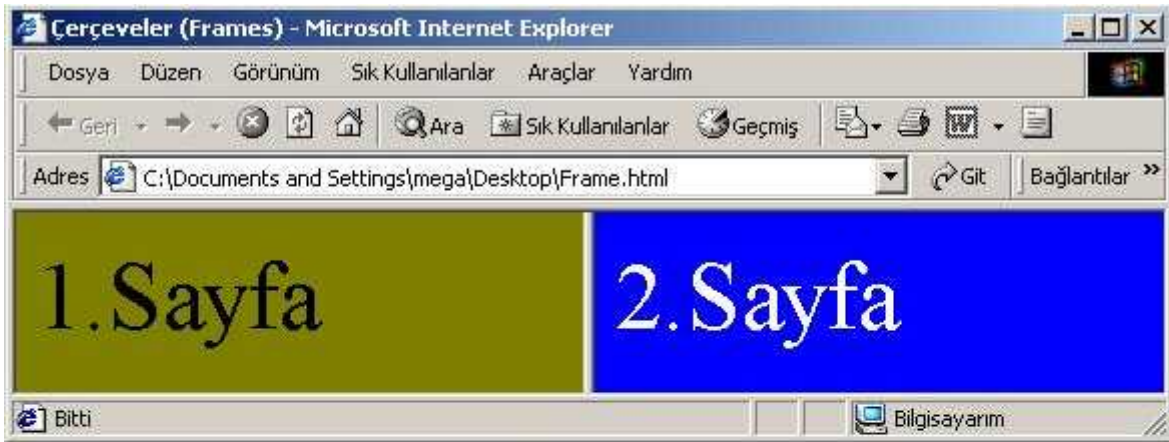 Çerçeveler (Frames) - Microsoft Internet Explorer
Dosya Düzen Görünüm Sık Kullanılanlar Araçlar Yardım
Geri Ara Sık Kullanılanlar Geçmiş
Adres C:\Documents and Settings\mega\Desktop\Frame.html Git Bağlantılar »
1.Sayfa 2.Sayfa
Bitti Bilgisayarım